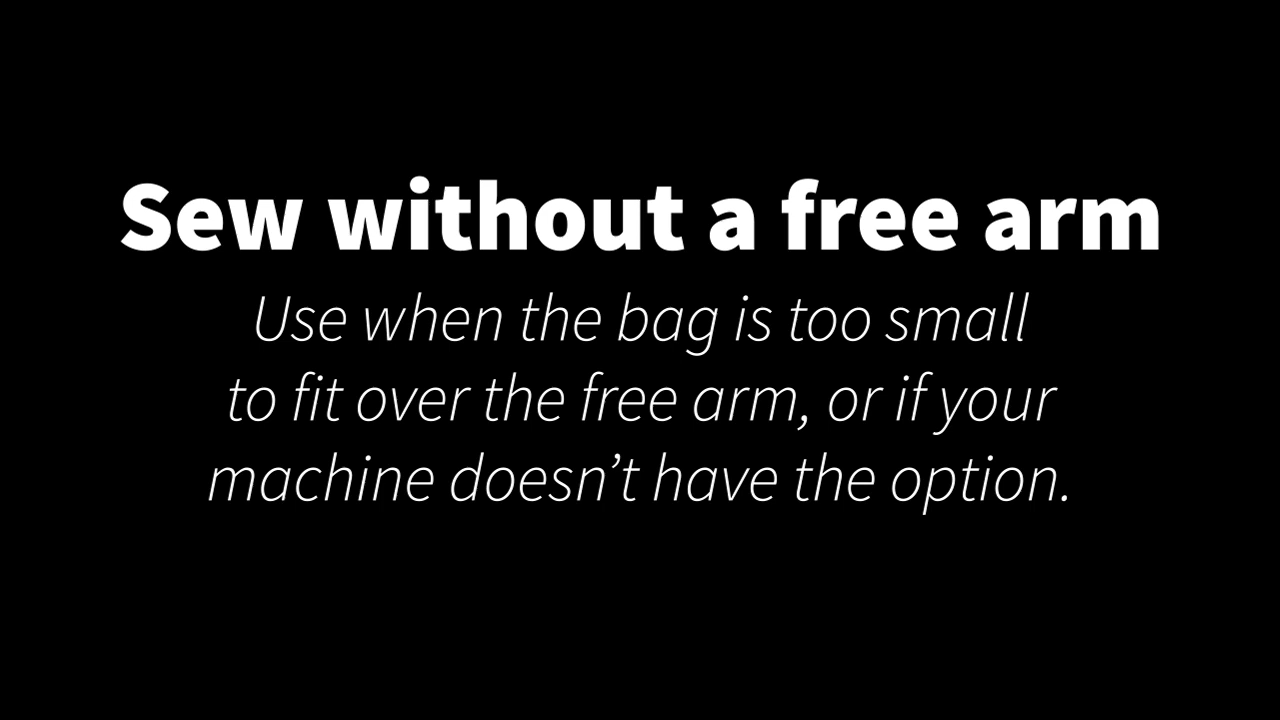 Sew without a free arm
Use when the bag is too small
to fit over the free arm, or if your
machine doesn’t have the option.